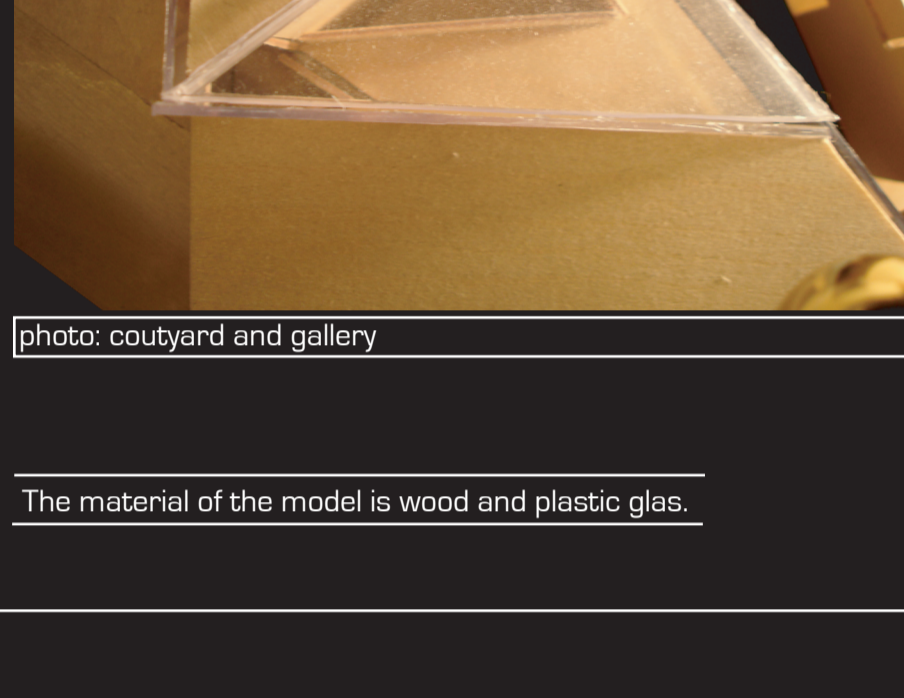 photo: coutyard and gallery
The material of the model is wood and plastic glas.